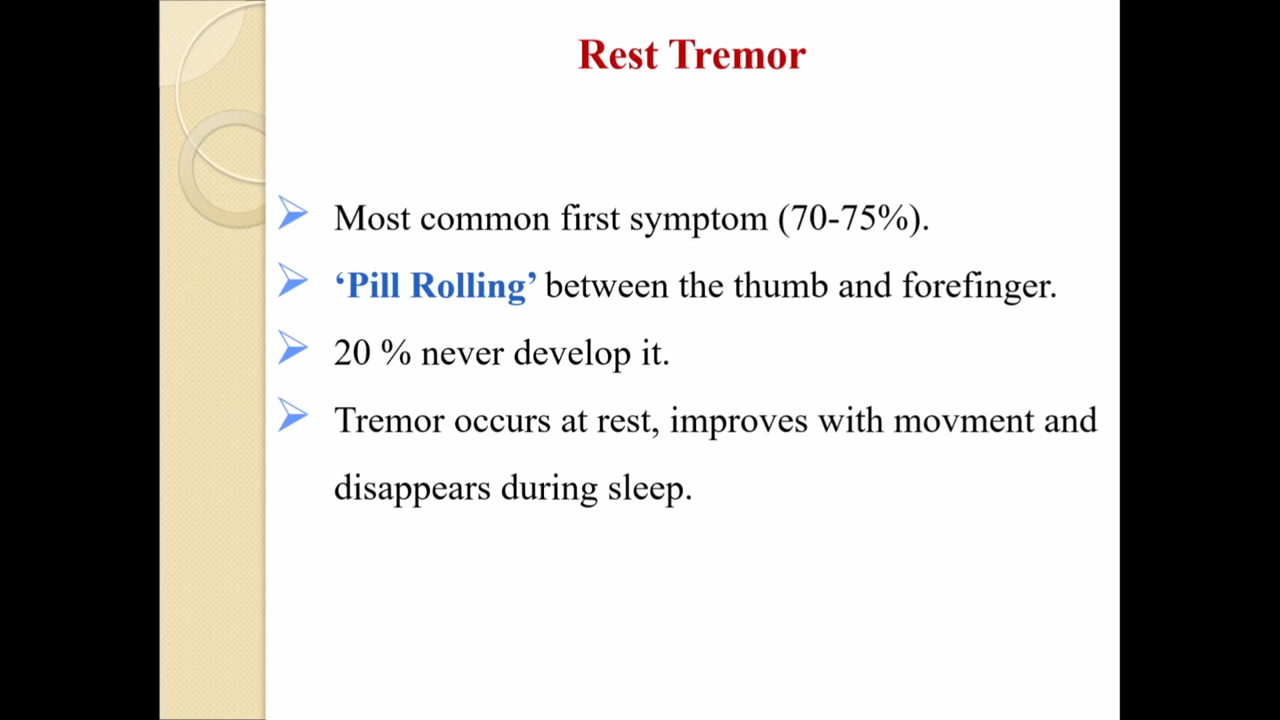 Rest Tremor
Most common first symptom (70-75%).
‘Pill Rolling’ between the thumb and forefinger.
20 % never develop it.
Tremor occurs at rest, improves with movment and
disappears during sleep.